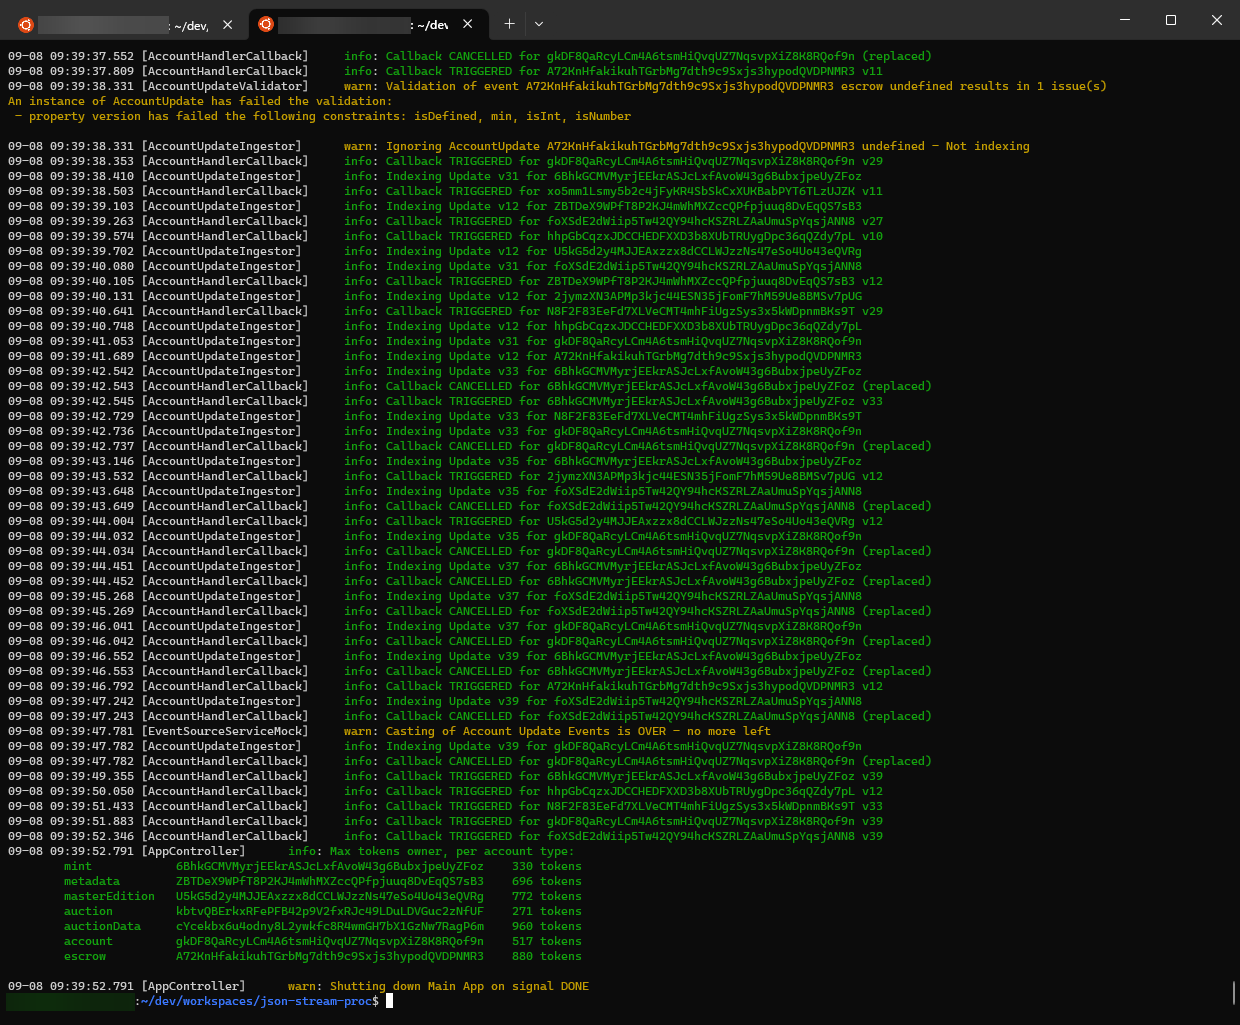 : ~/dev,
: ~/dev
09-08 09:39:37.552 [AccountHandlerCallback]     info: Callback CANCELLED for gkDF8QaRcyLCm4A6tsmHiQvqUZ7NqsvpXiZ8K8RQof9n (replaced)
09-08 09:39:37.809 [AccountHandlerCallback]     info: Callback TRIGGERED for A72KnHfakikuhTGrbMg7dth9c9Sxjs3hypodQVDPNMR3 v11
09-08 09:39:38.331 [AccountUpdateValidator]     warn: Validation of event A72KnHfakikuhTGrbMg7dth9c9Sxjs3hypodQVDPNMR3 escrow undefined results in 1 issue(s)
An instance of AccountUpdate has failed the validation:
 - property version has failed the following constraints: isDefined, min, isInt, isNumber
09-08 09:39:38.331 [AccountUpdateIngestor]      warn: Ignoring AccountUpdate A72KnHfakikuhTGrbMg7dth9c9Sxjs3hypodQVDPNMR3 undefined - Not indexing
09-08 09:39:38.353 [AccountHandlerCallback]     info: Callback TRIGGERED for gkDF8QaRcyLCm4A6tsmHiQvqUZ7NqsvpXiZ8K8RQof9n v29
09-08 09:39:38.410 [AccountUpdateIngestor]      info: Indexing Update v31 for 6BhkGCMVMyrjEEkrASJcLxfAvoW43g6BubxjpeUyZFoz
09-08 09:39:38.503 [AccountHandlerCallback]     info: Callback TRIGGERED for xo5mm1Lsmy5b2c4jFyKR4SbSkCxXUKBabPYT6TLzUJZK v11
09-08 09:39:39.103 [AccountUpdateIngestor]      info: Indexing Update v12 for ZBTDeX9WPfT8P2KJ4mWhMXZccQPfpjuuq8DvEqQS7sB3
09-08 09:39:39.263 [AccountHandlerCallback]     info: Callback TRIGGERED for foXSdE2dWiip5Tw42QY94hcKSZRLZAaUmuSpYqsjANN8 v27
09-08 09:39:39.574 [AccountHandlerCallback]     info: Callback TRIGGERED for hhpGbCqzxJDCCHEDFXXD3b8XUbTRUygDpc36qQZdy7pL v10
09-08 09:39:39.702 [AccountUpdateIngestor]      info: Indexing Update v12 for U5kG5d2y4MJJEAxzzx8dCCLWJzzNs47eSo4Uo43eQVRg
09-08 09:39:40.080 [AccountUpdateIngestor]      info: Indexing Update v31 for foXSdE2dWiip5Tw42QY94hcKSZRLZAaUmuSpYqsjANN8
09-08 09:39:40.105 [AccountHandlerCallback]     info: Callback TRIGGERED for ZBTDeX9WPfT8P2KJ4mWhMXZccQPfpjuuq8DvEqQS7sB3 v12
09-08 09:39:40.131 [AccountUpdateIngestor]      info: Indexing Update v12 for 2jymzXN3APMp3kjc44ESN35jFomF7hM59Ue8BMSv7pUG
09-08 09:39:40.641 [AccountHandlerCallback]     info: Callback TRIGGERED for N8F2F83EeFd7XLVeCMT4mhFiUgzSys3x5kWDpnmBKs9T v29
09-08 09:39:40.748 [AccountUpdateIngestor]      info: Indexing Update v12 for hhpGbCqzxJDCCHEDFXXD3b8XUbTRUygDpc36qQZdy7pL
09-08 09:39:41.053 [AccountUpdateIngestor]      info: Indexing Update v31 for gkDF8QaRcyLCm4A6tsmHiQvqUZ7NqsvpXiZ8K8RQof9n
09-08 09:39:41.689 [AccountUpdateIngestor]      info: Indexing Update v12 for A72KnHfakikuhTGrbMg7dth9c9Sxjs3hypodQVDPNMR3
09-08 09:39:42.542 [AccountUpdateIngestor]      info: Indexing Update v33 for 6BhkGCMVMyrjEEkrASJcLxfAvoW43g6BubxjpeUyZFoz
09-08 09:39:42.543 [AccountHandlerCallback]     info: Callback CANCELLED for 6BhkGCMVMyrjEEkrASJcLxfAvoW43g6BubxjpeUyZFoz (replaced)
09-08 09:39:42.545 [AccountHandlerCallback]     info: Callback TRIGGERED for 6BhkGCMVMyrjEEkrASJcLxfAvoW43g6BubxjpeUyZFoz v33
09-08 09:39:42.729 [AccountUpdateIngestor]      info: Indexing Update v33 for N8F2F83EeFd7XLVeCMT4mhFiUgzSys3x5kWDpnmBKs9T
09-08 09:39:42.736 [AccountUpdateIngestor]      info: Indexing Update v33 for gkDF8QaRcyLCm4A6tsmHiQvqUZ7NqsvpXiZ8K8RQof9n
09-08 09:39:42.737 [AccountHandlerCallback]     info: Callback CANCELLED for gkDF8QaRcyLCm4A6tsmHiQvqUZ7NqsvpXiZ8K8RQof9n (replaced)
09-08 09:39:43.146 [AccountUpdateIngestor]      info: Indexing Update v35 for 6BhkGCMVMyrjEEkrASJcLxfAvoW43g6BubxjpeUyZFoz
09-08 09:39:43.532 [AccountHandlerCallback]     info: Callback TRIGGERED for 2jymzXN3APMp3kjc44ESN35jFomF7hM59Ue8BMSv7pUG v12
09-08 09:39:43.648 [AccountUpdateIngestor]      info: Indexing Update v35 for foXSdE2dWiip5Tw42QY94hcKSZRLZAaUmuSpYqsjANN8
09-08 09:39:43.649 [AccountHandlerCallback]     info: Callback CANCELLED for foXSdE2dWiip5Tw42QY94hcKSZRLZAaUmuSpYqsjANN8 (replaced)
09-08 09:39:44.004 [AccountHandlerCallback]     info: Callback TRIGGERED for U5kG5d2y4MJJEAxzzx8dCCLWJzzNs47eSo4Uo43eQVRg v12
09-08 09:39:44.032 [AccountUpdateIngestor]      info: Indexing Update v35 for gkDF8QaRcyLCm4A6tsmHiQvqUZ7NqsvpXiZ8K8RQof9n
09-08 09:39:44.034 [AccountHandlerCallback]     info: Callback CANCELLED for gkDF8QaRcyLCm4A6tsmHiQvqUZ7NqsvpXiZ8K8RQof9n (replaced)
09-08 09:39:44.451 [AccountUpdateIngestor]      info: Indexing Update v37 for 6BhkGCMVMyrjEEkrASJcLxfAvoW43g6BubxjpeUyZFoz
09-08 09:39:44.452 [AccountHandlerCallback]     info: Callback CANCELLED for 6BhkGCMVMyrjEEkrASJcLxfAvoW43g6BubxjpeUyZFoz (replaced)
09-08 09:39:45.268 [AccountUpdateIngestor]      info: Indexing Update v37 for foXSdE2dWiip5Tw42QY94hcKSZRLZAaUmuSpYqsjANN8
09-08 09:39:45.269 [AccountHandlerCallback]     info: Callback CANCELLED for foXSdE2dWiip5Tw42QY94hcKSZRLZAaUmuSpYqsjANN8 (replaced)
09-08 09:39:46.041 [AccountUpdateIngestor]      info: Indexing Update v37 for gkDF8QaRcyLCm4A6tsmHiQvqUZ7NqsvpXiZ8K8RQof9n
09-08 09:39:46.042 [AccountHandlerCallback]     info: Callback CANCELLED for gkDF8QaRcyLCm4A6tsmHiQvqUZ7NqsvpXiZ8K8RQof9n (replaced)
09-08 09:39:46.552 [AccountUpdateIngestor]      info: Indexing Update v39 for 6BhkGCMVMyrjEEkrASJcLxfAvoW43g6BubxjpeUyZFoz
09-08 09:39:46.553 [AccountHandlerCallback]     info: Callback CANCELLED for 6BhkGCMVMyrjEEkrASJcLxfAvoW43g6BubxjpeUyZFoz (replaced)
09-08 09:39:46.792 [AccountHandlerCallback]     info: Callback TRIGGERED for A72KnHfakikuhTGrbMg7dth9c9Sxjs3hypodQVDPNMR3 v12
09-08 09:39:47.242 [AccountUpdateIngestor]      info: Indexing Update v39 for foXSdE2dWiip5Tw42QY94hcKSZRLZAaUmuSpYqsjANN8
09-08 09:39:47.243 [AccountHandlerCallback]     info: Callback CANCELLED for foXSdE2dWiip5Tw42QY94hcKSZRLZAaUmuSpYqsjANN8 (replaced)
09-08 09:39:47.781 [EventSourceServiceMock]     warn: Casting of Account Update Events is OVER - no more left
09-08 09:39:47.782 [AccountUpdateIngestor]      info: Indexing Update v39 for gkDF8QaRcyLCm4A6tsmHiQvqUZ7NqsvpXiZ8K8RQof9n
09-08 09:39:47.782 [AccountHandlerCallback]     info: Callback CANCELLED for gkDF8QaRcyLCm4A6tsmHiQvqUZ7NqsvpXiZ8K8RQof9n (replaced)
09-08 09:39:49.355 [AccountHandlerCallback]     info: Callback TRIGGERED for 6BhkGCMVMyrjEEkrASJcLxfAvoW43g6BubxjpeUyZFoz v39
09-08 09:39:50.050 [AccountHandlerCallback]     info: Callback TRIGGERED for hhpGbCqzxJDCCHEDFXXD3b8XUbTRUygDpc36qQZdy7pL v12
09-08 09:39:51.433 [AccountHandlerCallback]     info: Callback TRIGGERED for N8F2F83EeFd7XLVeCMT4mhFiUgzSys3x5kWDpnmBKs9T v33
09-08 09:39:51.883 [AccountHandlerCallback]     info: Callback TRIGGERED for gkDF8QaRcyLCm4A6tsmHiQvqUZ7NqsvpXiZ8K8RQof9n v39
09-08 09:39:52.346 [AccountHandlerCallback]     info: Callback TRIGGERED for foXSdE2dWiip5Tw42QY94hcKSZRLZAaUmuSpYqsjANN8 v39
09-08 09:39:52.791 [AppController]      info: Max tokens owner, per account type:
        mint            6BhkGCMVMyrjEEkrASJcLxfAvoW43g6BubxjpeUyZFoz    330 tokens
        metadata        ZBTDeX9WPfT8P2KJ4mWhMXZccQPfpjuuq8DvEqQS7sB3    696 tokens
        masterEdition   U5kG5d2y4MJJEAxzzx8dCCLWJzzNs47eSo4Uo43eQVRg    772 tokens
        auction         kbtvQBErkxRFePFB42p9V2fxRJc49LDuLDVGuc2zNfUF    271 tokens
        auctionData     cYcekbx6u4odny8L2ywkfc8R4wmGH7bX1GzNw7RagP6m    960 tokens
        account         gkDF8QaRcyLCm4A6tsmHiQvqUZ7NqsvpXiZ8K8RQof9n    517 tokens
        escrow          A72KnHfakikuhTGrbMg7dth9c9Sxjs3hypodQVDPNMR3    880 tokens
09-08 09:39:52.791 [AppController]      warn: Shutting down Main App on signal DONE
:~/dev/workspaces/json-stream-proc$